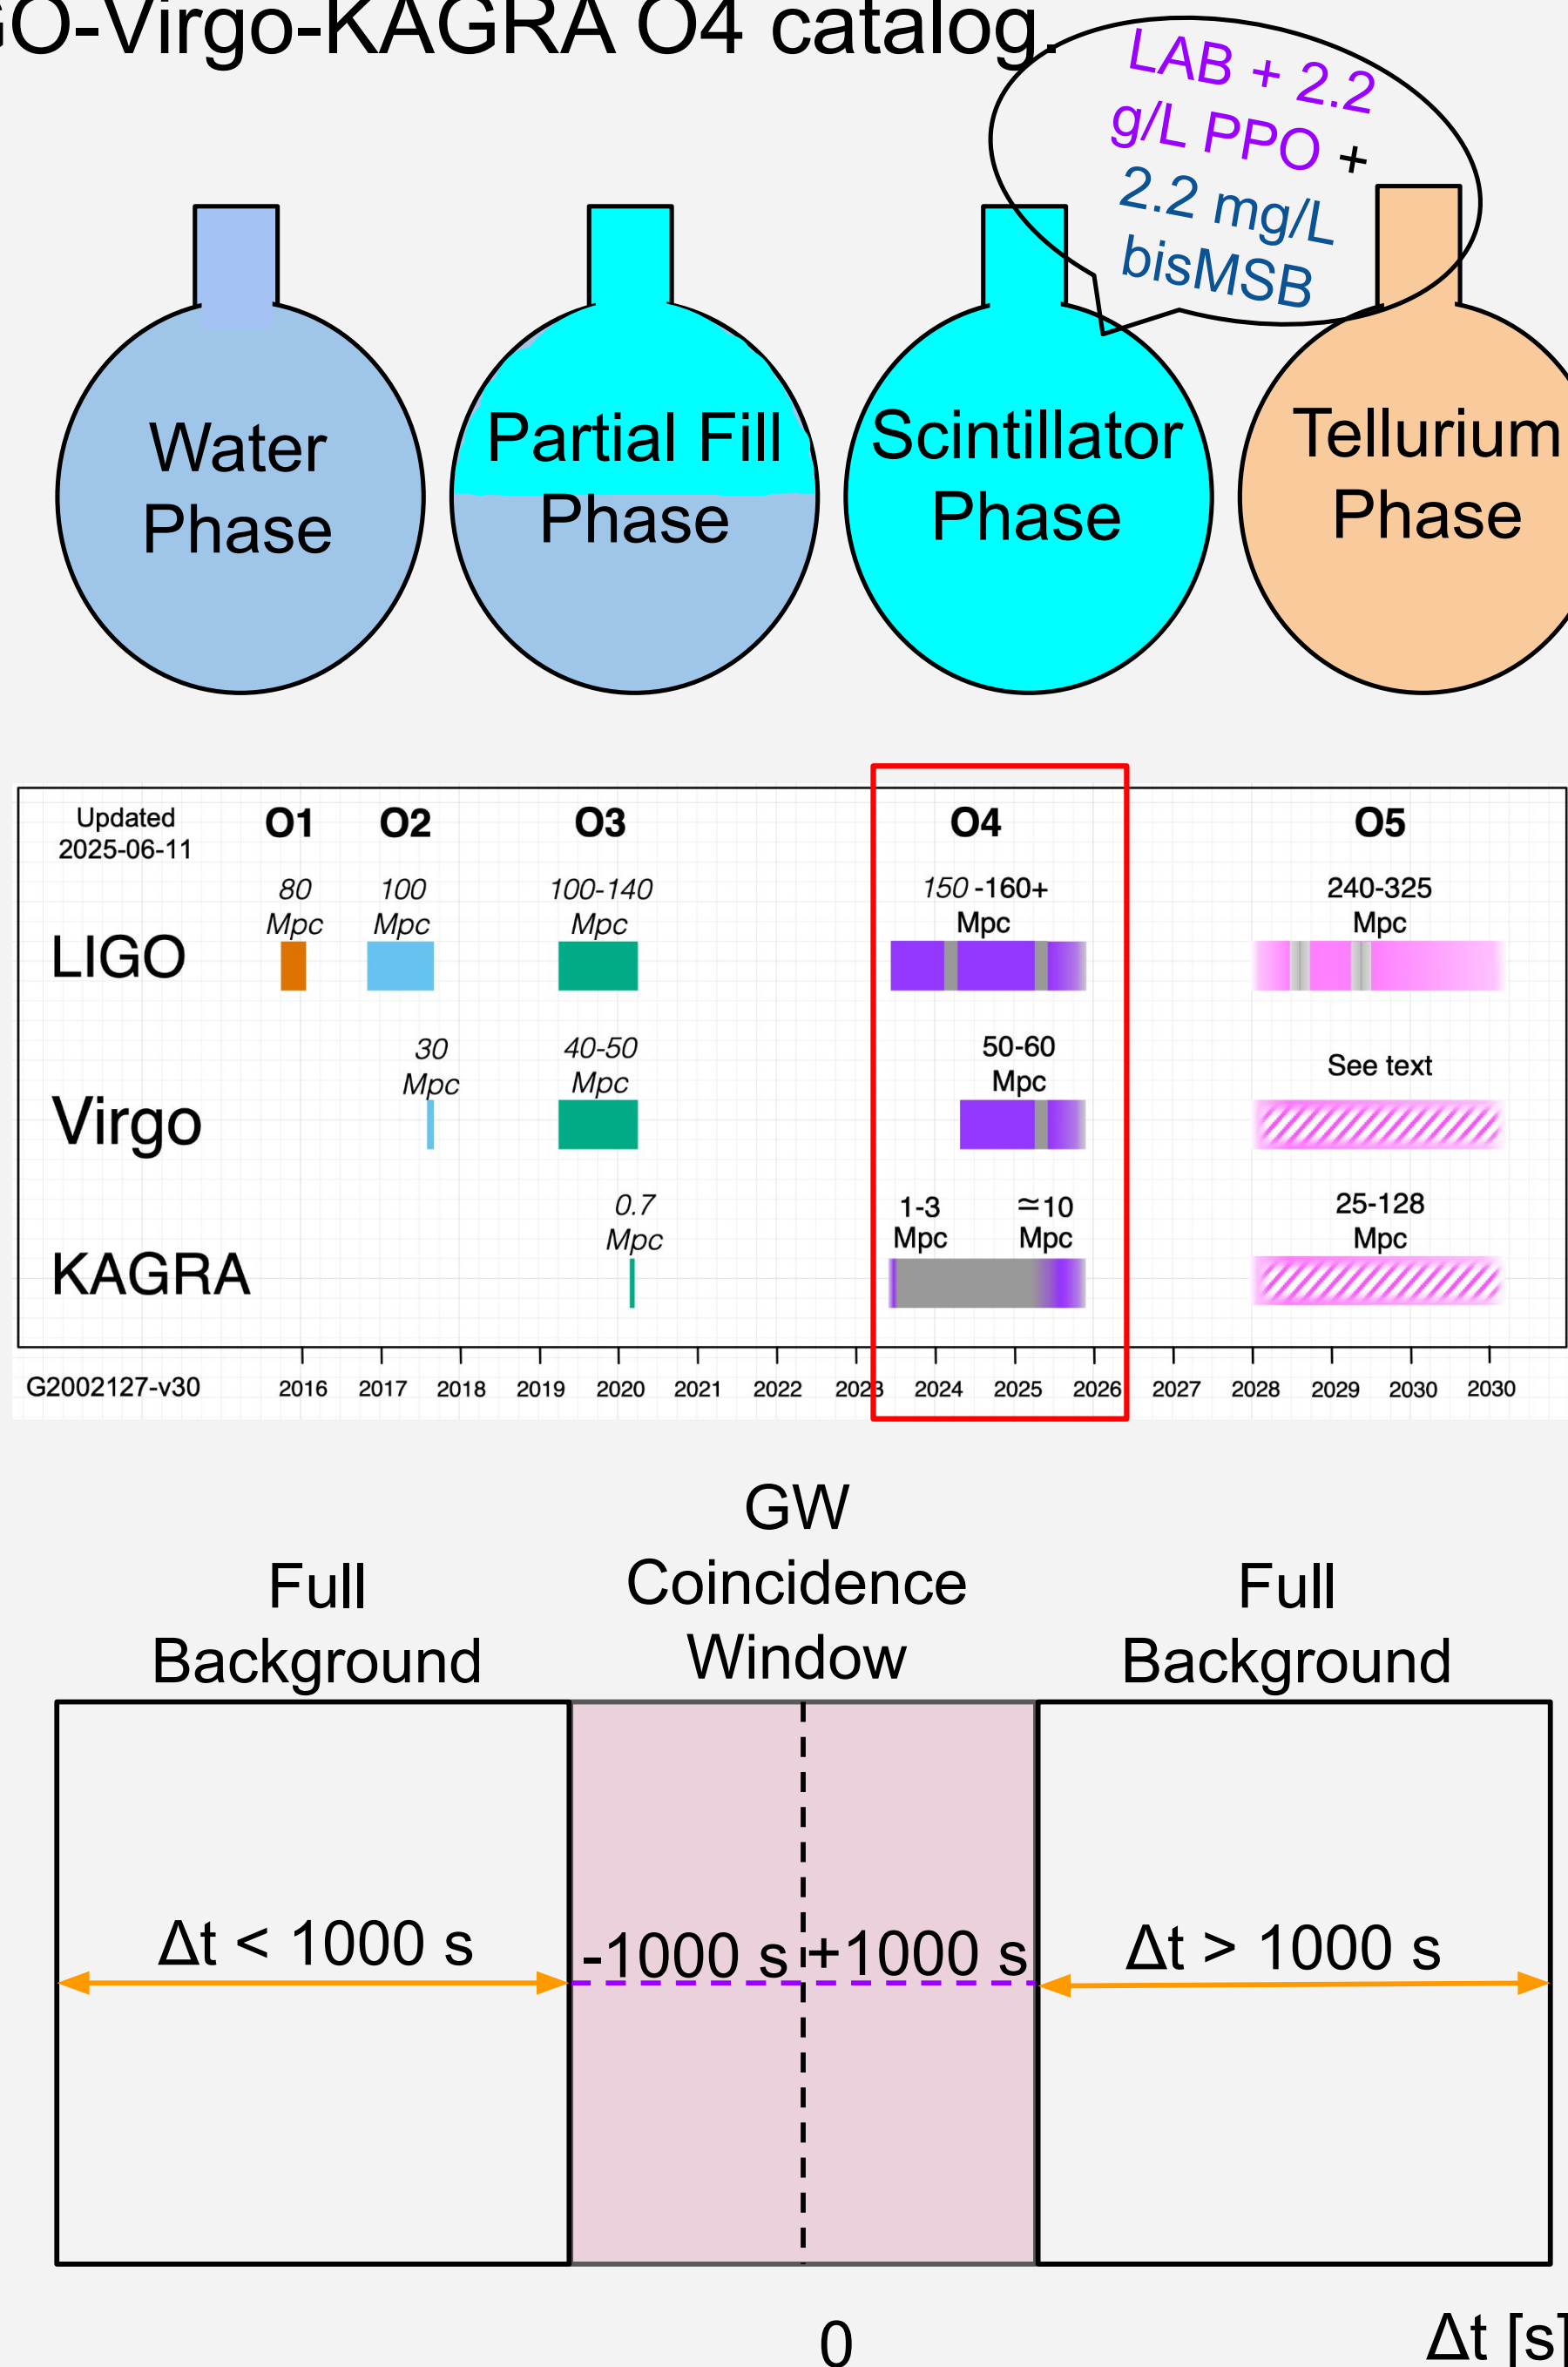 GO-Virgo-KAGRA O4 catalog.
LAB + 2.2
g/L PPO +
2.2 mg/L
bisMSB
Water
Phase
Partial Fill
Phase
Scintillator
Phase
Tellurium
Phase
Updated
2025-06-11
O1
O2
O3
O4
O5
LIGO
80
Mpc
100
Mpc
100-140
Mpc
150 -160+
Mpc
240-325
Mpc
Virgo
30
Mpc
40-50
Mpc
50-60
Mpc
See text
KAGRA
0.7
Mpc
1-3
Mpc
≃10
Mpc
25-128
Mpc
G2002127-v30
2016 2017 2018 2019 2020 2021 2022 2023 2024 2025 2026 2027 2028 2029 2030 2030
Full
Background
GW
Coincidence
Window
Full
Background
Δt < 1000 s
-1000 s
+1000 s
Δt > 1000 s
0
Δt [s]